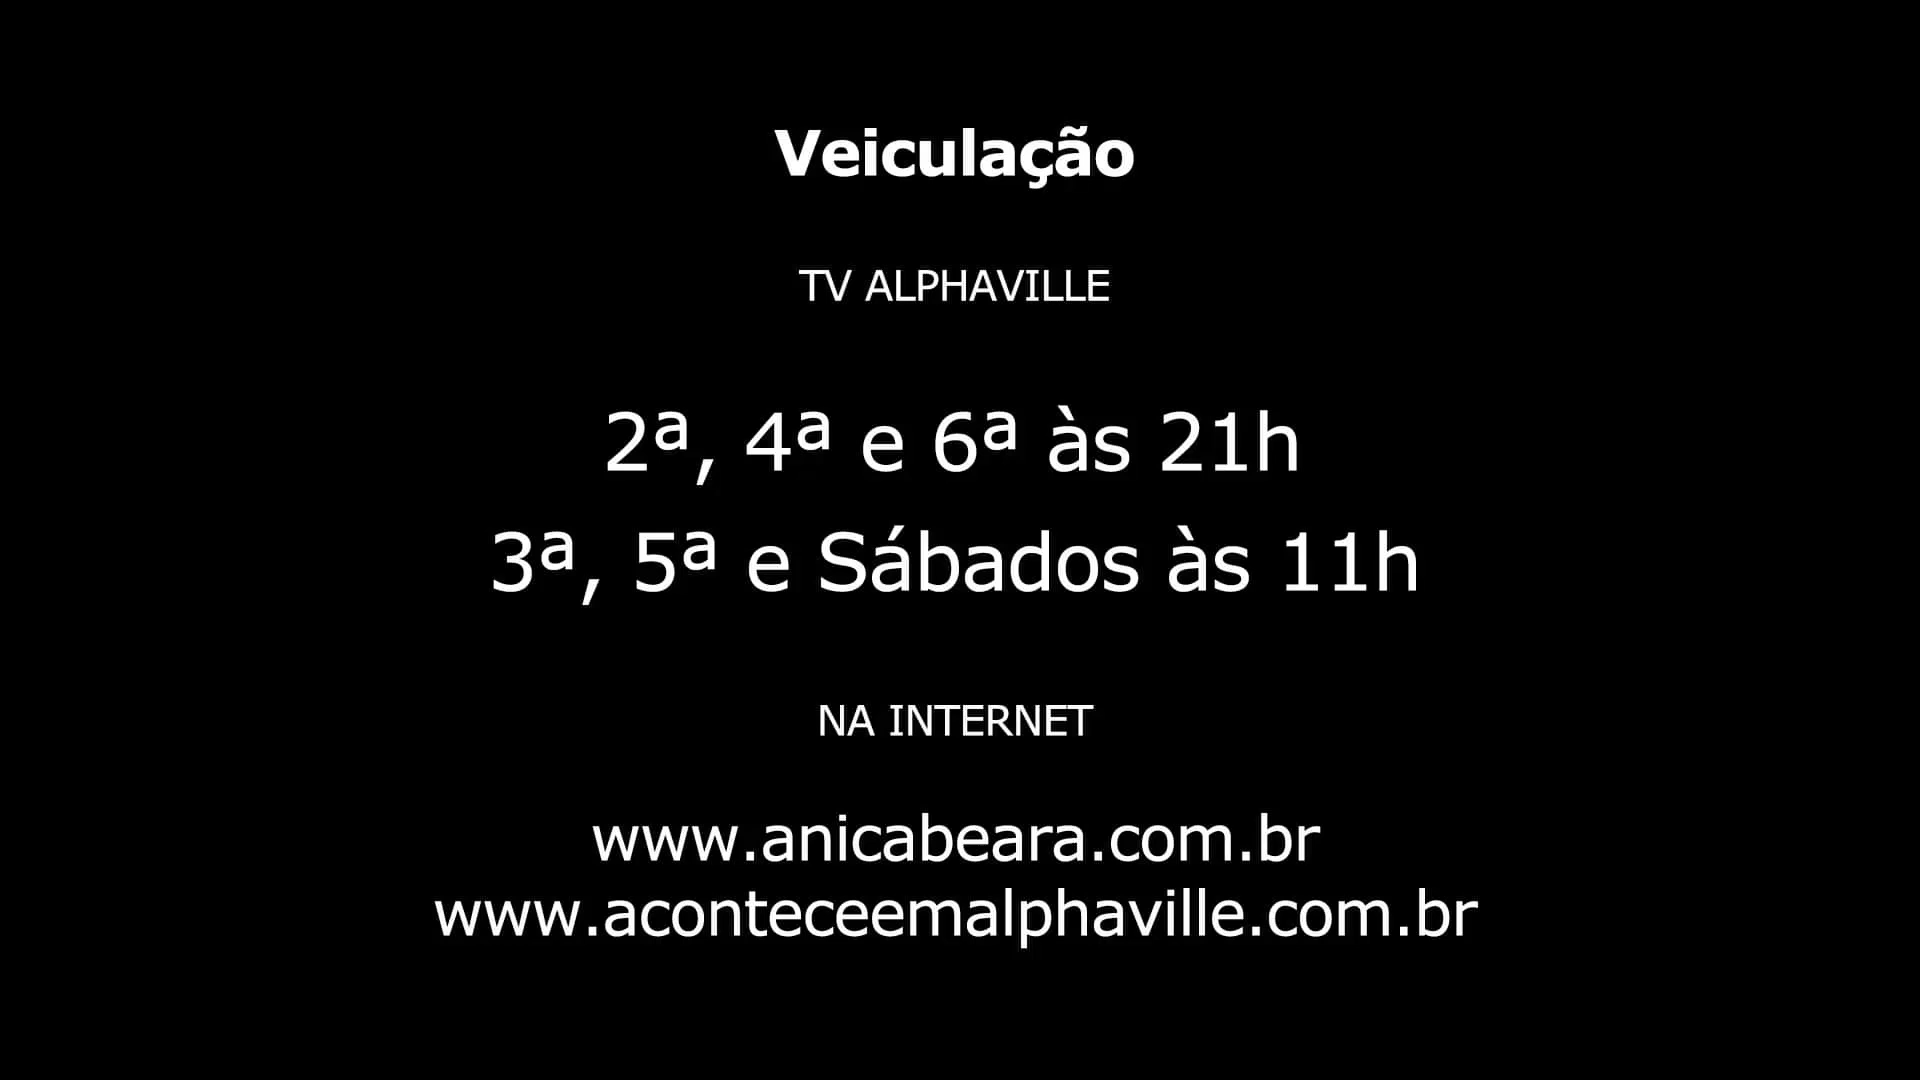 Veiculação
TV ALPHAVILLE
2ª, 4ª e 6ª às 21h
3ª, 5ª e Sábados às 11h
NA INTERNET
www.anicabeara.com.br
www.aconteceemalphaville.com.br